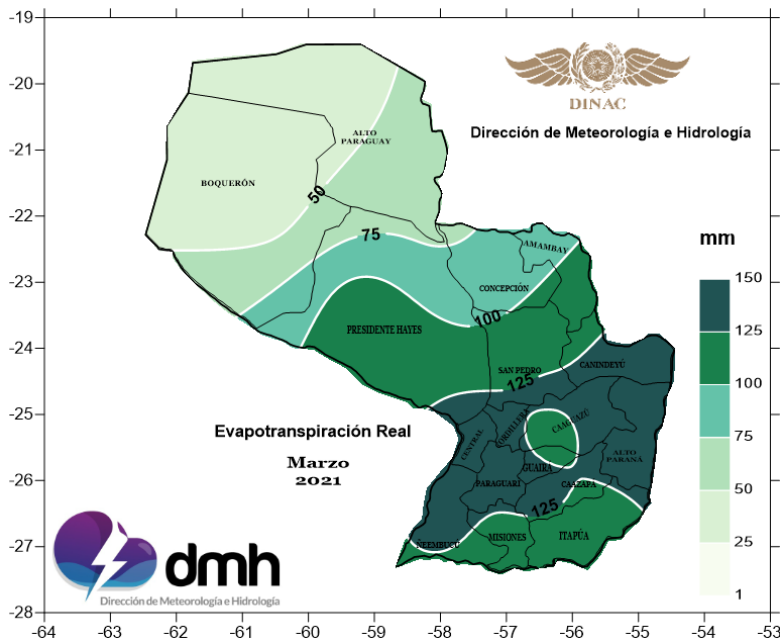 -19
-20
-21
-22
-23
-24
-25
-26
-27
-28
DINAC
Dirección de Meteorología e Hidrología
ALTO
PARAGUAY
BOQUERÓN
50
75
AMAMBAY
CONCEPCIÓN
100
PRESIDENTE HAYES
SAN PEDRO
CANINDEYÚ
125
CAAGUAZÚ
CORDILLERA
CENTRAL
ALTO
PARANÁ
GUAIRA
PARAGUARI
CAAZAPA
125
MISIONES
ITAPÚA
ÑEEMBUCÚ
mm
150
125
100
75
50
25
1
Evapotranspiración Real
Marzo
2021
dmh
Dirección de Meteorología e Hidrología
-64 -63 -62 -61 -60 -59 -58 -57 -56 -55 -54 -53